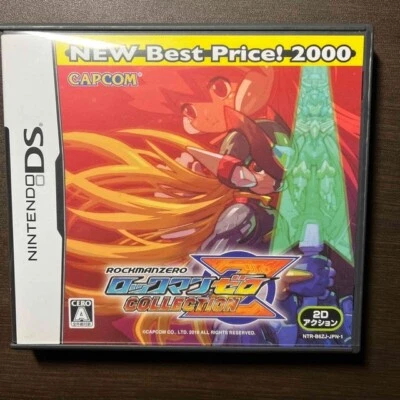 NEW Best Price! 2000
CAPCOM
NINTENDO DS
ROCKMANZERO
ロックマンゼロ
COLLECTION
CERO
A
2D
アクション
©CAPCOM CO., LTD. 2010 ALL RIGHTS RESERVED.
NTR-B6ZJ-JPN-1